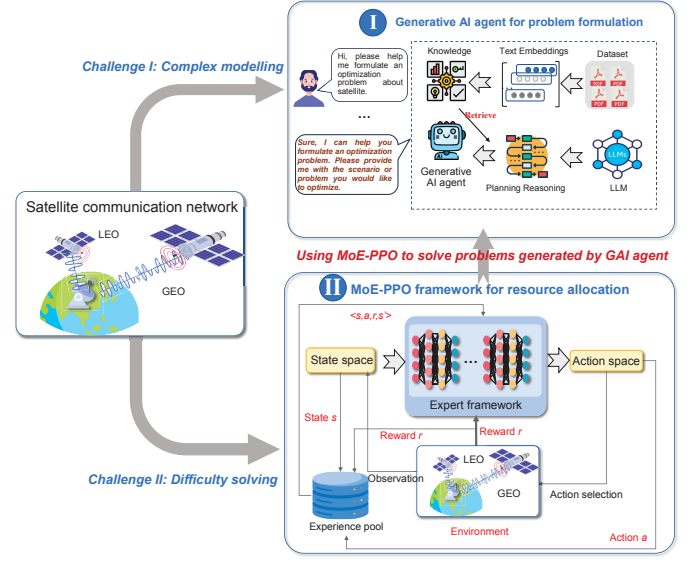 I
Generative AI agent for problem formulation
Challenge I: Complex modelling
Hi, please help
me formulate an
optimization
problem about
satellite.
...
Sure, I can help you
formulate an optimization
problem. Please provide
me with the scenario or
problem you would like
to optimize.
Knowledge
Text Embeddings
Dataset
PDF
PDF
PDF
PDF
Retrieve
LLMs
Generative
AI agent
Planning Reasoning
LLM
Satellite communication network
LEO
GEO
Using MoE-PPO to solve problems generated by GAI agent
II
MoE-PPO framework for resource allocation
<s,a,r,s'>
State space
...
Action space
Expert framework
State s
Reward r
Reward r
LEO
GEO
Observation
Action selection
Experience pool
Environment
Action a
Challenge II: Difficulty solving